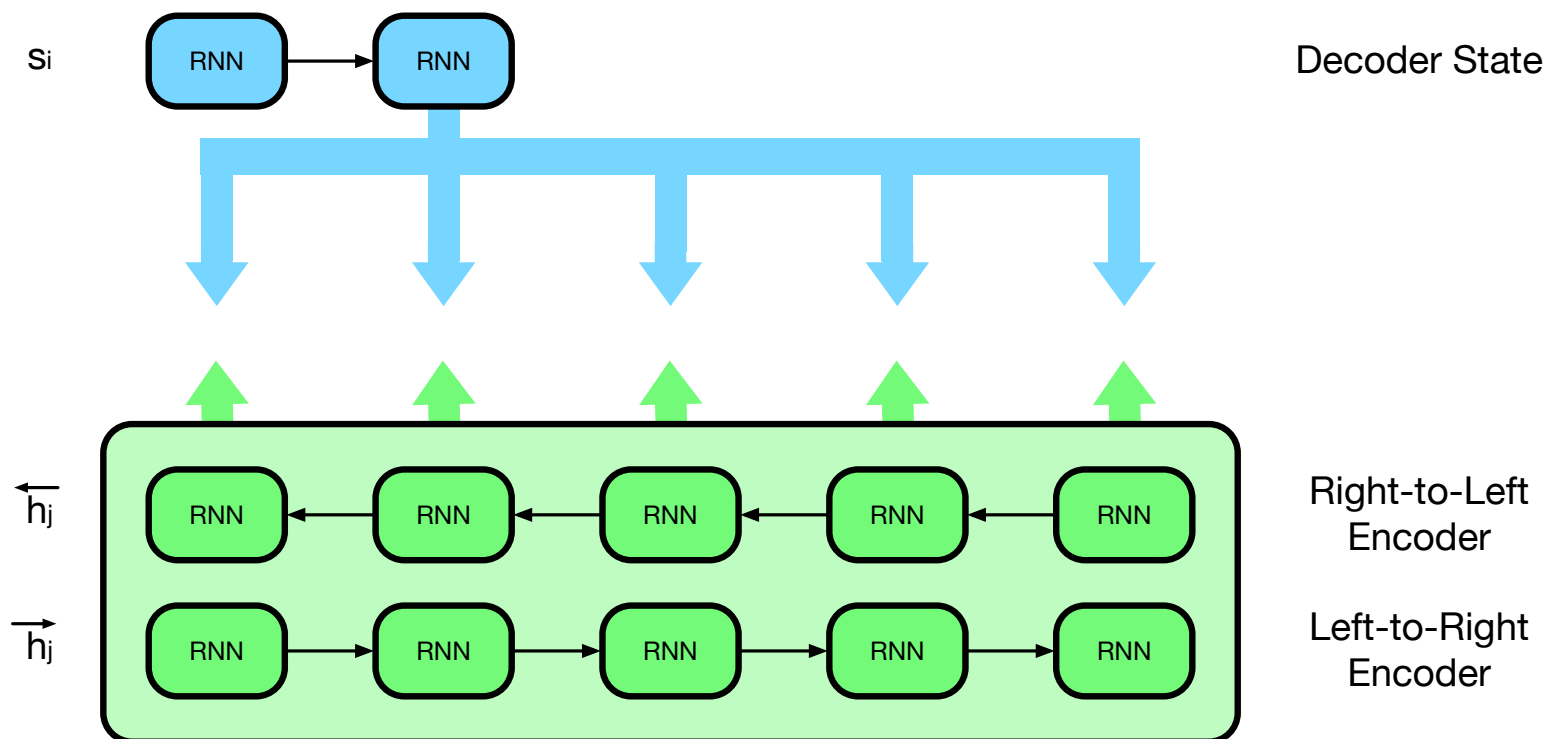 si RNN RNN Decoder State
hj RNN RNN RNN RNN RNN Right-to-Left
Encoder
hj RNN RNN RNN RNN RNN Left-to-Right
Encoder